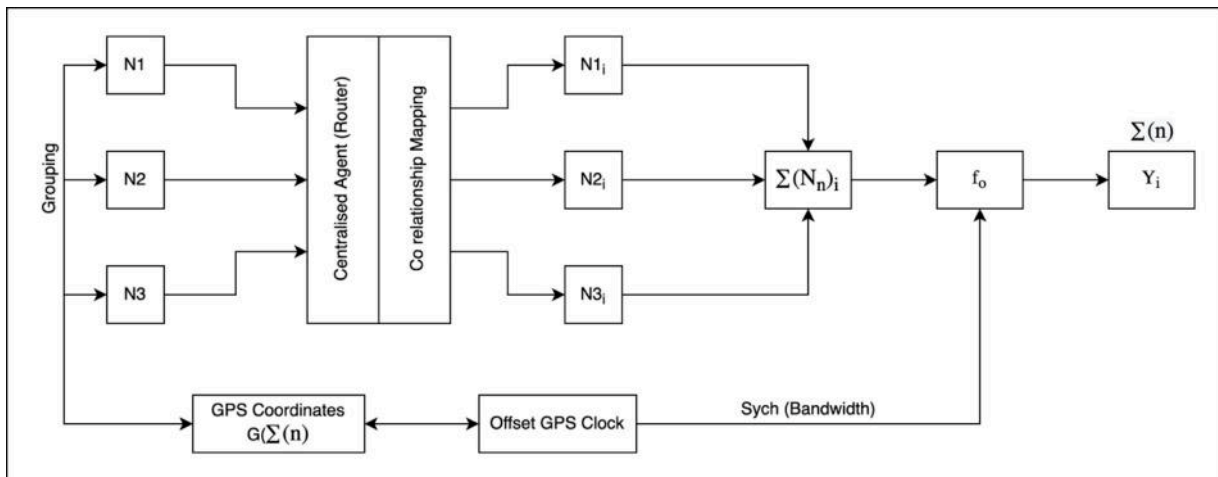 Grouping
N1
N2
N3
Centralised Agent (Router)
Co relationship Mapping
N1i
N2i
N3i
∑(Nn)i
fo
∑(n)
Yi
GPS Coordinates
G(∑(n)
Offset GPS Clock
Sych (Bandwidth)